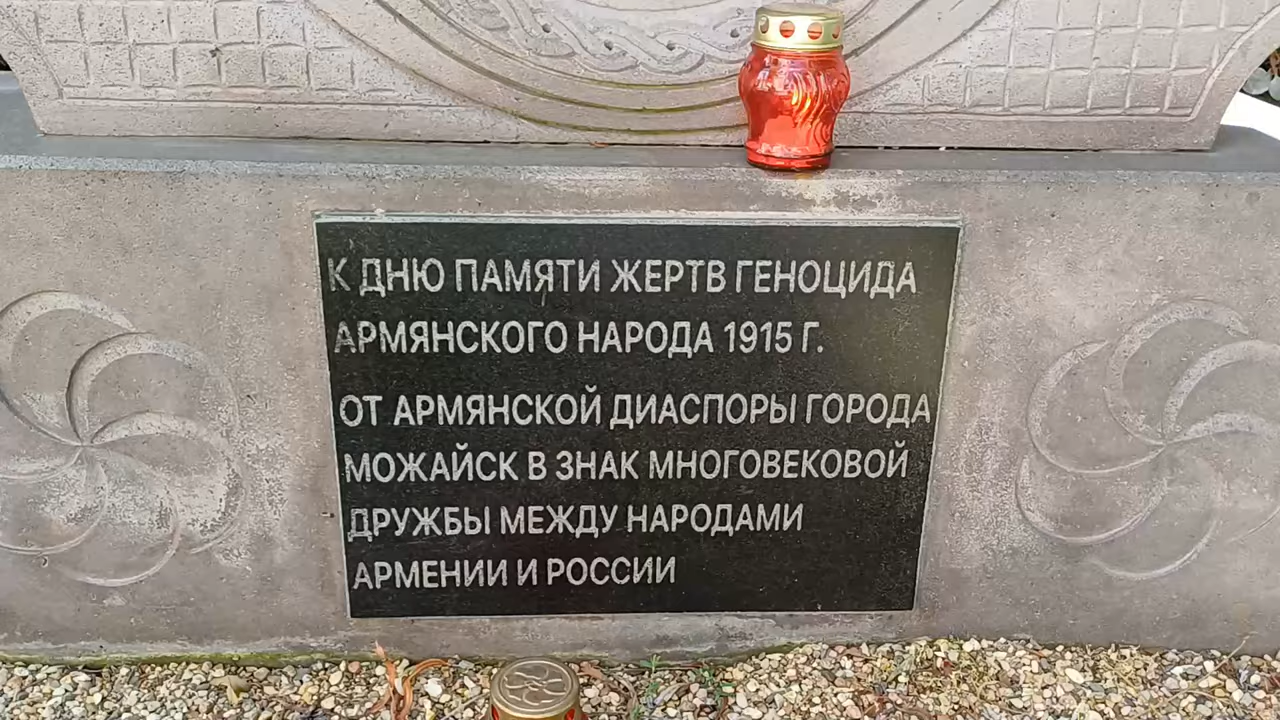 К ДНЮ ПАМЯТИ ЖЕРТВ ГЕНОЦИДА
АРМЯНСКОГО НАРОДА 1915 Г.
ОТ АРМЯНСКОЙ ДИАСПОРЫ ГОРОДА
МОЖАЙСК В ЗНАК МНОГОВЕКОВОЙ
ДРУЖБЫ МЕЖДУ НАРОДАМИ
АРМЕНИИ И РОССИИ